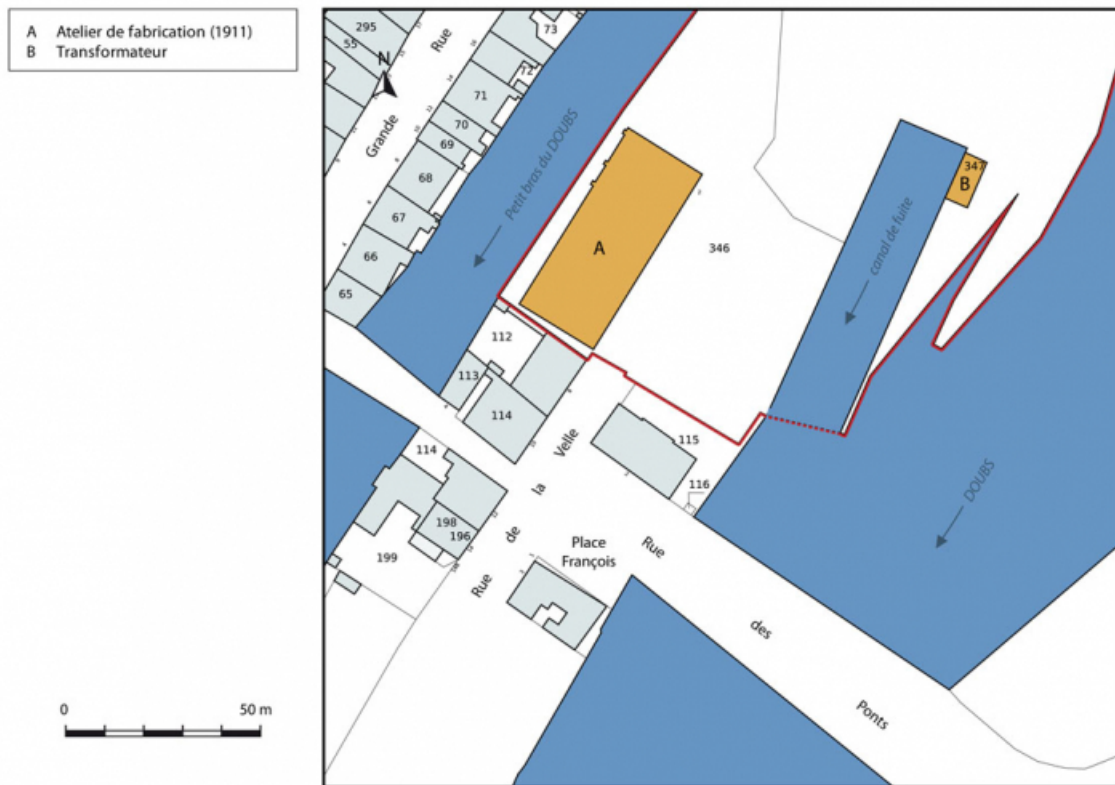 A Atelier de fabrication (1911)
B Transformateur
N
Grande
Rue
295
55
73
72
71
70
69
68
67
66
65
Petit bras du DOUBS
A
346
canal de fuite
347
B
112
113
114
115
116
114
198
196
199
Rue
de
la
Velle
Place
François
Rue
des
Ponts
DOUBS
0 50 m